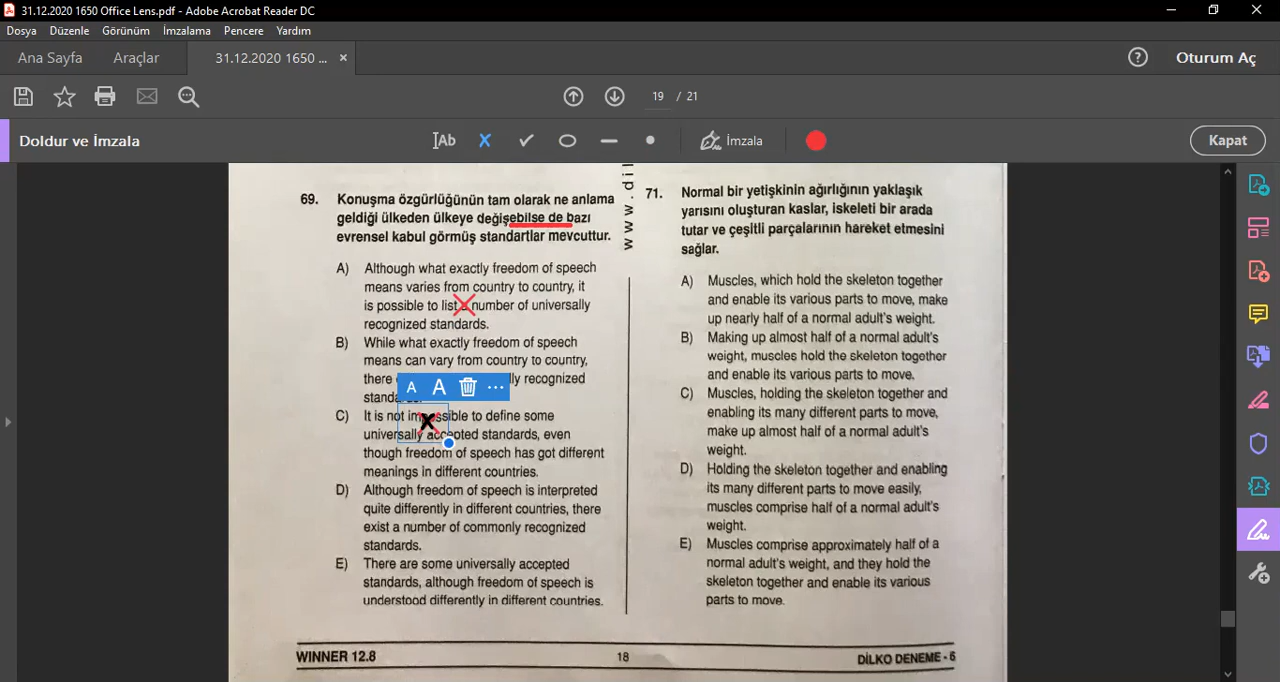 31.12.2020 1650 Office Lens.pdf - Adobe Acrobat Reader DC
Dosya Düzenle Görünüm İmzalama Pencere Yardım
Ana Sayfa Araçlar 31.12.2020 1650 ... × Oturum Aç
19 / 21
Doldur ve İmzala Ab İmzala Kapat
69. Konuşma özgürlüğünün tam olarak ne anlama
geldiği ülkeden ülkeye değişebilse de bazı
evrensel kabul görmüş standartlar mevcuttur.
A) Although what exactly freedom of speech
means varies from country to country, it
is possible to list a number of universally
recognized standards.
B) While what exactly freedom of speech
means can vary from country to country,
there recognized
C) It is not impossible to define some
universally accepted standards, even
though freedom of speech has got different
meanings in different countries.
D) Although freedom of speech is interpreted
quite differently in different countries, there
exist a number of commonly recognized
standards.
E) There are some universally accepted
standards, although freedom of speech is
understood differently in different countries.
www.dil
71. Normal bir yetişkinin ağırlığının yaklaşık
yarısını oluşturan kaslar, iskeleti bir arada
tutar ve çeşitli parçalarının hareket etmesini
sağlar.
A) Muscles, which hold the skeleton together
and enable its various parts to move, make
up nearly half of a normal adult's weight.
B) Making up almost half of a normal adult's
weight, muscles hold the skeleton together
and enable its various parts to move.
C) Muscles, holding the skeleton together and
enabling its many different parts to move,
make up almost half of a normal adult's
weight.
D) Holding the skeleton together and enabling
its many different parts to move easily,
muscles comprise half of a normal adult's
weight.
E) Muscles comprise approximately half of a
normal adult's weight, and they hold the
skeleton together and enable its various
parts to move.
A A ...
WINNER 12.8 18 DİLKO DENEME - 6